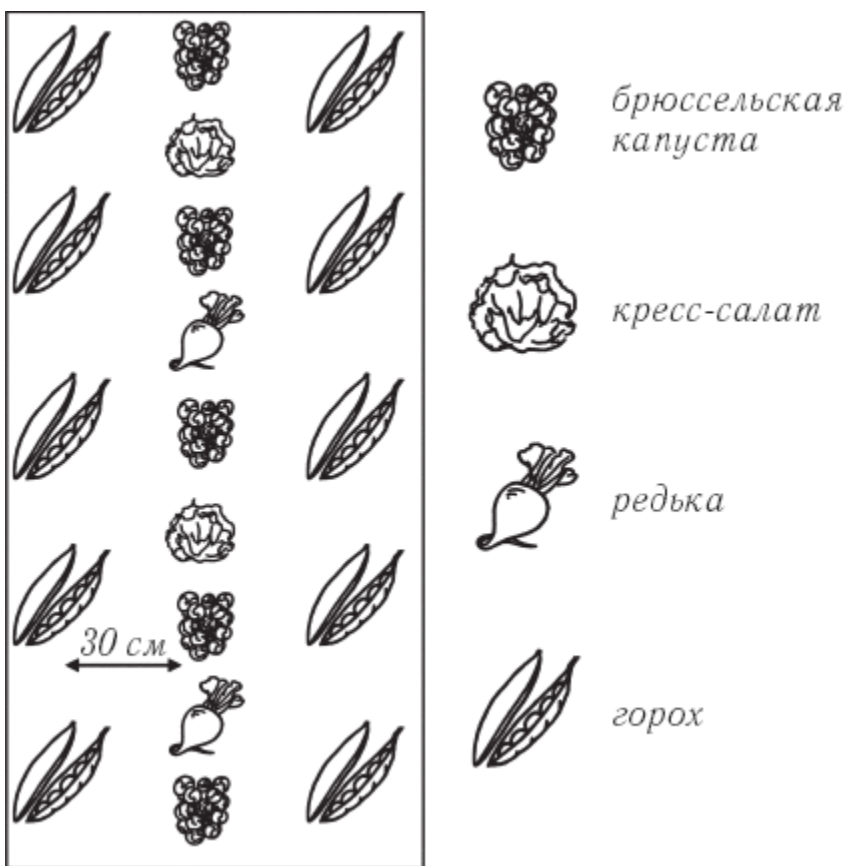 брюссельская
капуста
кресс-салат
редька
30 см
горох